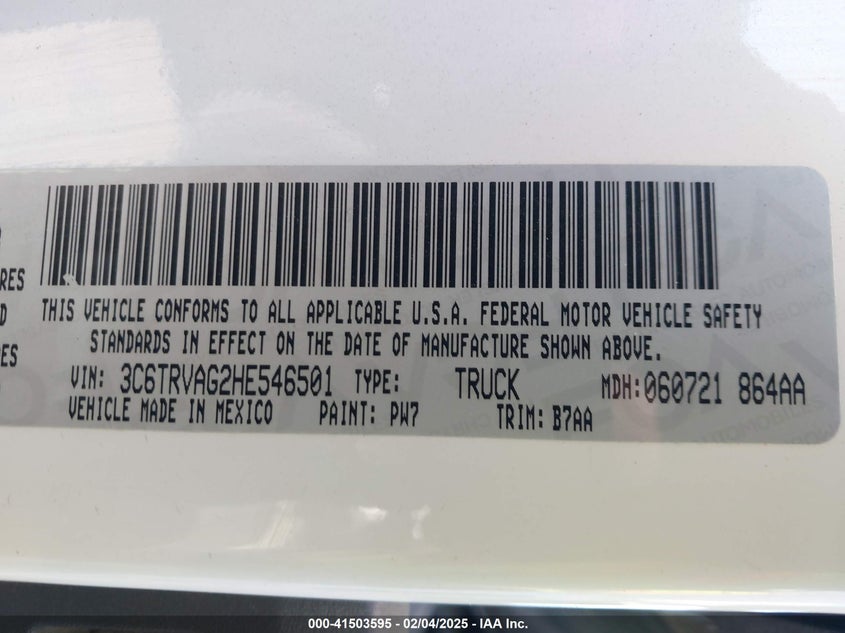 RES
THIS VEHICLE CONFORMS TO ALL APPLICABLE U.S.A. FEDERAL MOTOR VEHICLE SAFETY
STANDARDS IN EFFECT ON THE DATE OF MANUFACTURE SHOWN ABOVE.
VIN: 3C6TRVAG2HE546501 TYPE: TRUCK MDH:060721 864AA
VEHICLE MADE IN MEXICO PAINT: PW7 TRIM: B7AA
000-41503595 - 02/04/2025 - IAA Inc.